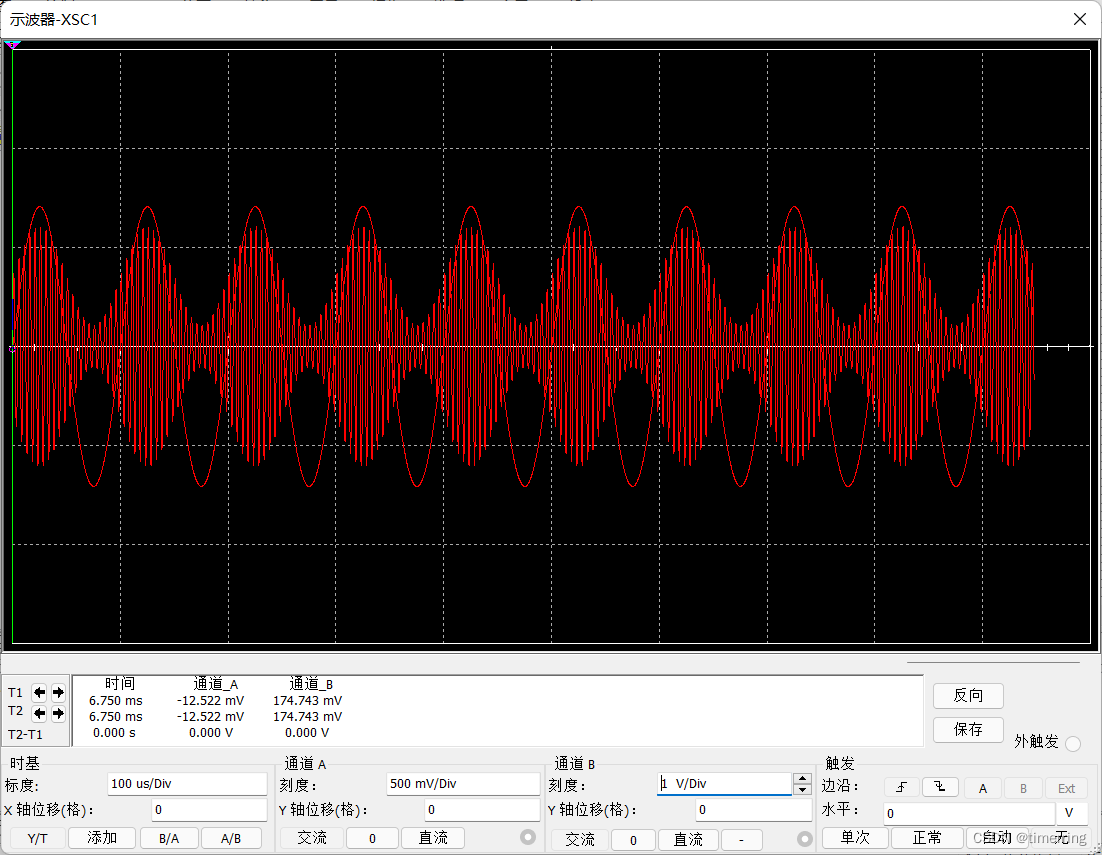 示波器-XSC1
时间 通道_A 通道_B
T1 6.750 ms -12.522 mV 174.743 mV
T2 6.750 ms -12.522 mV 174.743 mV
T2-T1 0.000 s 0.000 V 0.000 V
反向
保存
外触发
时基 通道 A 通道 B 触发
标度: 100 us/Div 刻度: 500 mV/Div 刻度: 1 V/Div 边沿: A B Ext
X 轴位移(格): 0 Y 轴位移(格): 0 Y 轴位移(格): 0 水平: 0 V
Y/T 添加 B/A A/B 交流 0 直流 交流 0 直流 - 单次 正常 自动 无